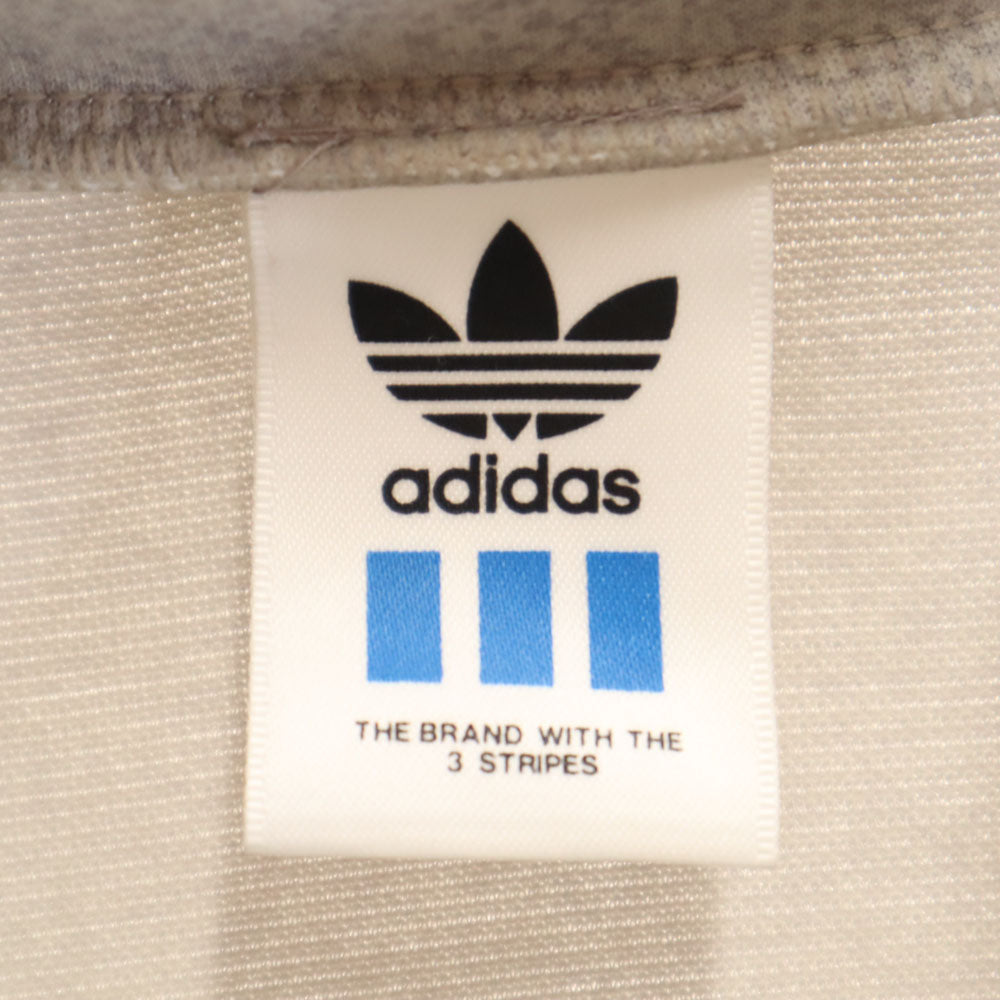 adidas
THE BRAND WITH THE
3 STRIPES